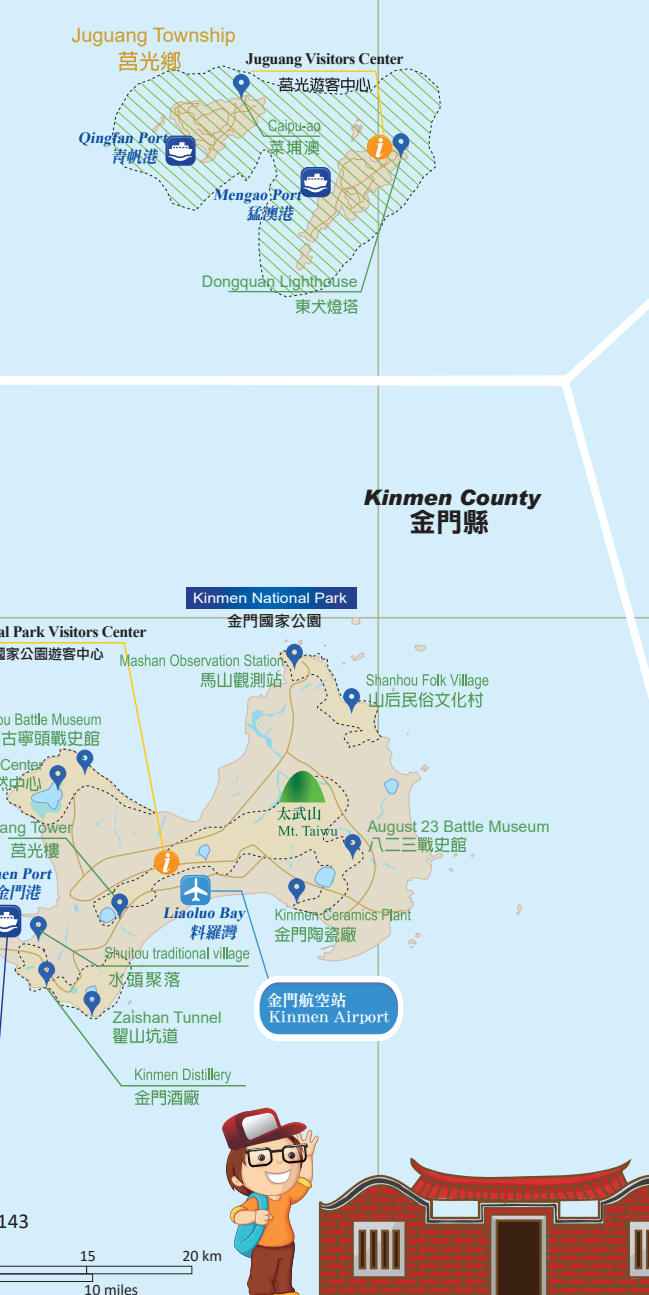 Juguang Township
莒光鄉
Juguang Visitors Center
莒光遊客中心
Caipu-ao
菜埔澳
Qingfan Port
青帆港
Mengao Port
猛澳港
Dongquan Lighthouse
東犬燈塔
Kinmen County
金門縣
Kinmen National Park
金門國家公園
al Park Visitors Center
國家公園遊客中心
Mashan Observation Station
馬山觀測站
Shanhou Folk Village
山后民俗文化村
ou Battle Museum
古寧頭戰史館
Center
然中心
太武山
Mt. Taiwu
ang Tower
莒光樓
August 23 Battle Museum
八二三戰史館
en Port
金門港
Liaoluo Bay
料羅灣
Kinmen Ceramics Plant
金門陶瓷廠
Shuitou traditional village
水頭聚落
金門航空站
Kinmen Airport
Zaishan Tunnel
翟山坑道
Kinmen Distillery
金門酒廠
143
15
20 km
10 miles